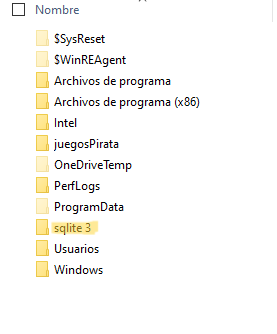 Nombre
$SysReset
$WinREAgent
Archivos de programa
Archivos de programa (x86)
Intel
juegosPirata
OneDriveTemp
PerfLogs
ProgramData
sqlite 3
Usuarios
Windows